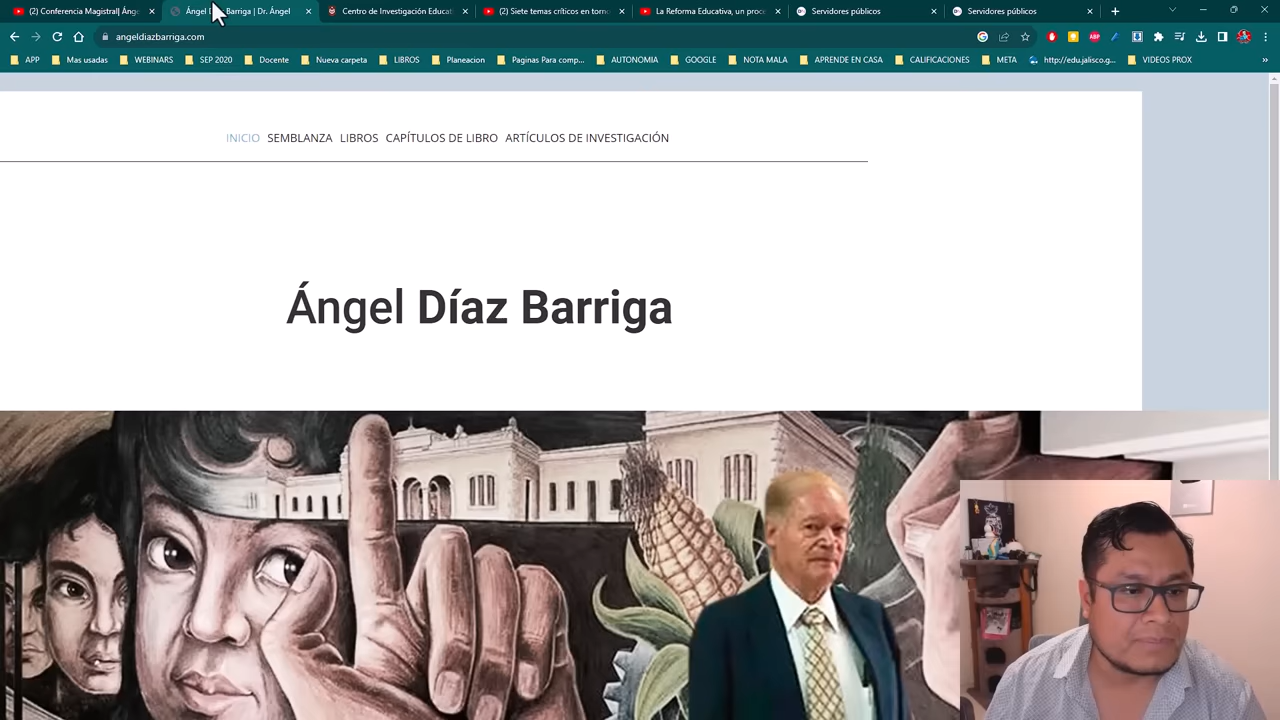 (2) Conferencia Magistral| Ánge
Ángel D Barriga | Dr. Ángel
Centro de Investigación Educati
(2) Siete temas críticos en torno
La Reforma Educativa, un proce
Servidores públicos
Servidores públicos
angeldiazbarriga.com
APP
Mas usadas
WEBINARS
SEP 2020
Docente
Nueva carpeta
LIBROS
Planeacion
Paginas Para comp...
AUTONOMIA
GOOGLE
NOTA MALA
APRENDE EN CASA
CALIFICACIONES
META
http://edu.jalisco.g...
VIDEOS PROX
INICIO SEMBLANZA LIBROS CAPÍTULOS DE LIBRO ARTÍCULOS DE INVESTIGACIÓN
Ángel Díaz Barriga